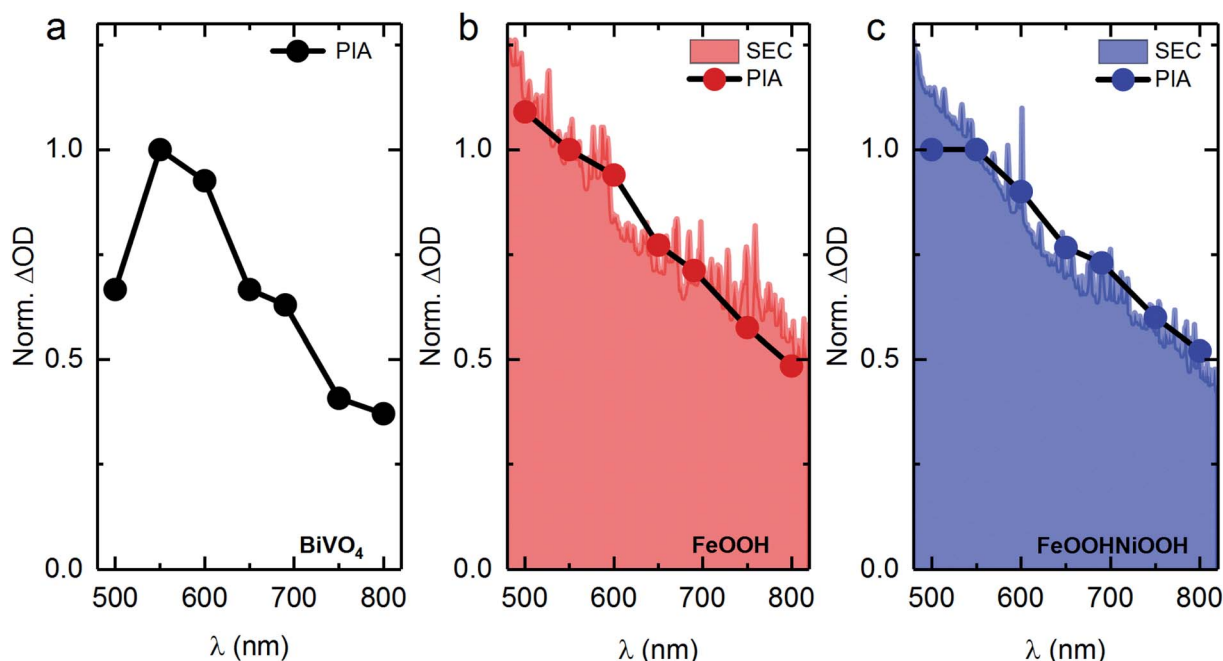 a
PIA
Norm. ΔOD
1.0
0.5
0.0
BiVO₄
500 600 700 800
λ (nm)
b
SEC
PIA
Norm. ΔOD
1.0
0.5
0.0
FeOOH
500 600 700 800
λ (nm)
c
SEC
PIA
Norm. ΔOD
1.0
0.5
0.0
FeOOHNiOOH
500 600 700 800
λ (nm)